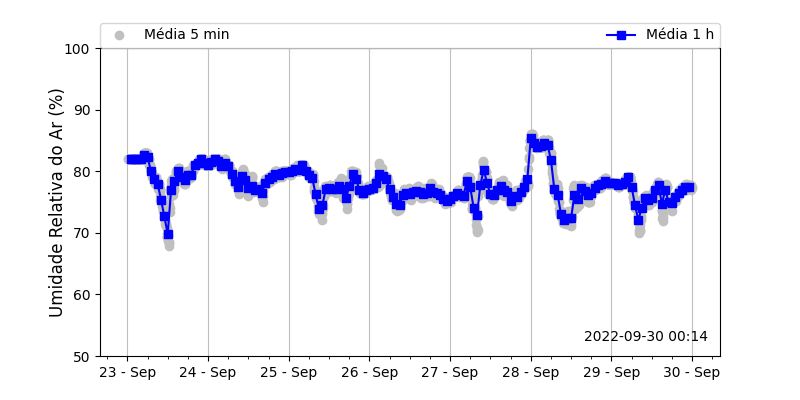 Média 5 min
Média 1 h
Umidade Relativa do Ar (%)
100
90
80
70
60
50
2022-09-30 00:14
23 - Sep
24 - Sep
25 - Sep
26 - Sep
27 - Sep
28 - Sep
29 - Sep
30 - Sep